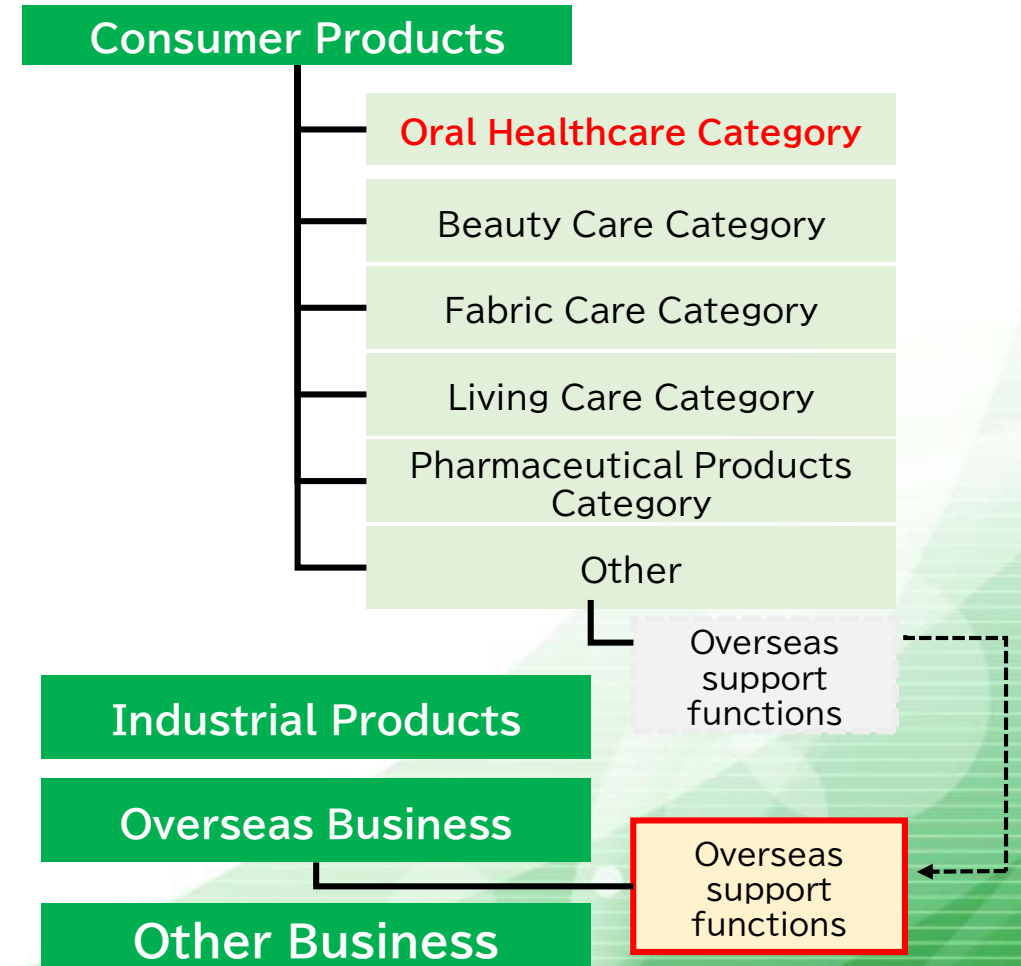 Consumer Products
Oral Healthcare Category
Beauty Care Category
Fabric Care Category
Living Care Category
Pharmaceutical Products
Category
Other
Overseas
support
functions
Industrial Products
Overseas Business
Overseas
support
functions
Other Business